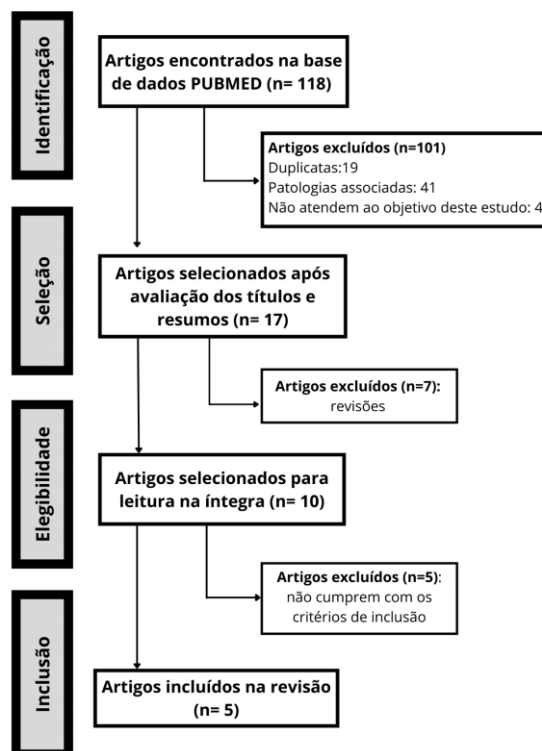 Identificação
Artigos encontrados na base
de dados PUBMED (n= 118)
Artigos excluídos (n=101)
Duplicatas:19
Patologias associadas: 41
Não atendem ao objetivo deste estudo: 4
Seleção
Artigos selecionados após
avaliação dos títulos e
resumos (n= 17)
Artigos excluídos (n=7):
revisões
Elegibilidade
Artigos selecionados para
leitura na íntegra (n= 10)
Artigos excluídos (n=5):
não cumprem com os
critérios de inclusão
Inclusão
Artigos incluídos na revisão
(n= 5)